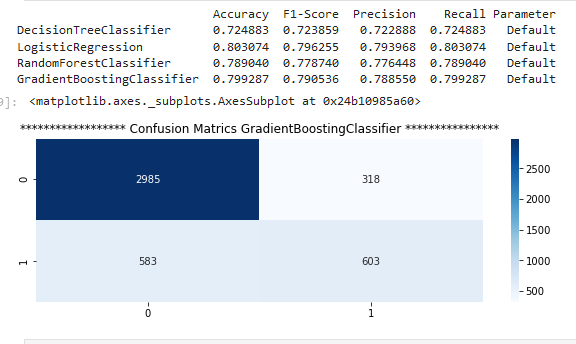 Accuracy F1-Score Precision Recall Parameter
DecisionTreeClassifier 0.724883 0.723859 0.722888 0.724883 Default
LogisticRegression 0.803074 0.796255 0.793968 0.803074 Default
RandomForestClassifier 0.789040 0.778740 0.776448 0.789040 Default
GradientBoostingClassifier 0.799287 0.790536 0.788550 0.799287 Default
]: <matplotlib.axes._subplots.AxesSubplot at 0x24b10985a60>
****************** Confusion Matrics GradientBoostingClassifier ****************
0 2985 318
1 583 603
0 1
2500
2000
1500
1000
500